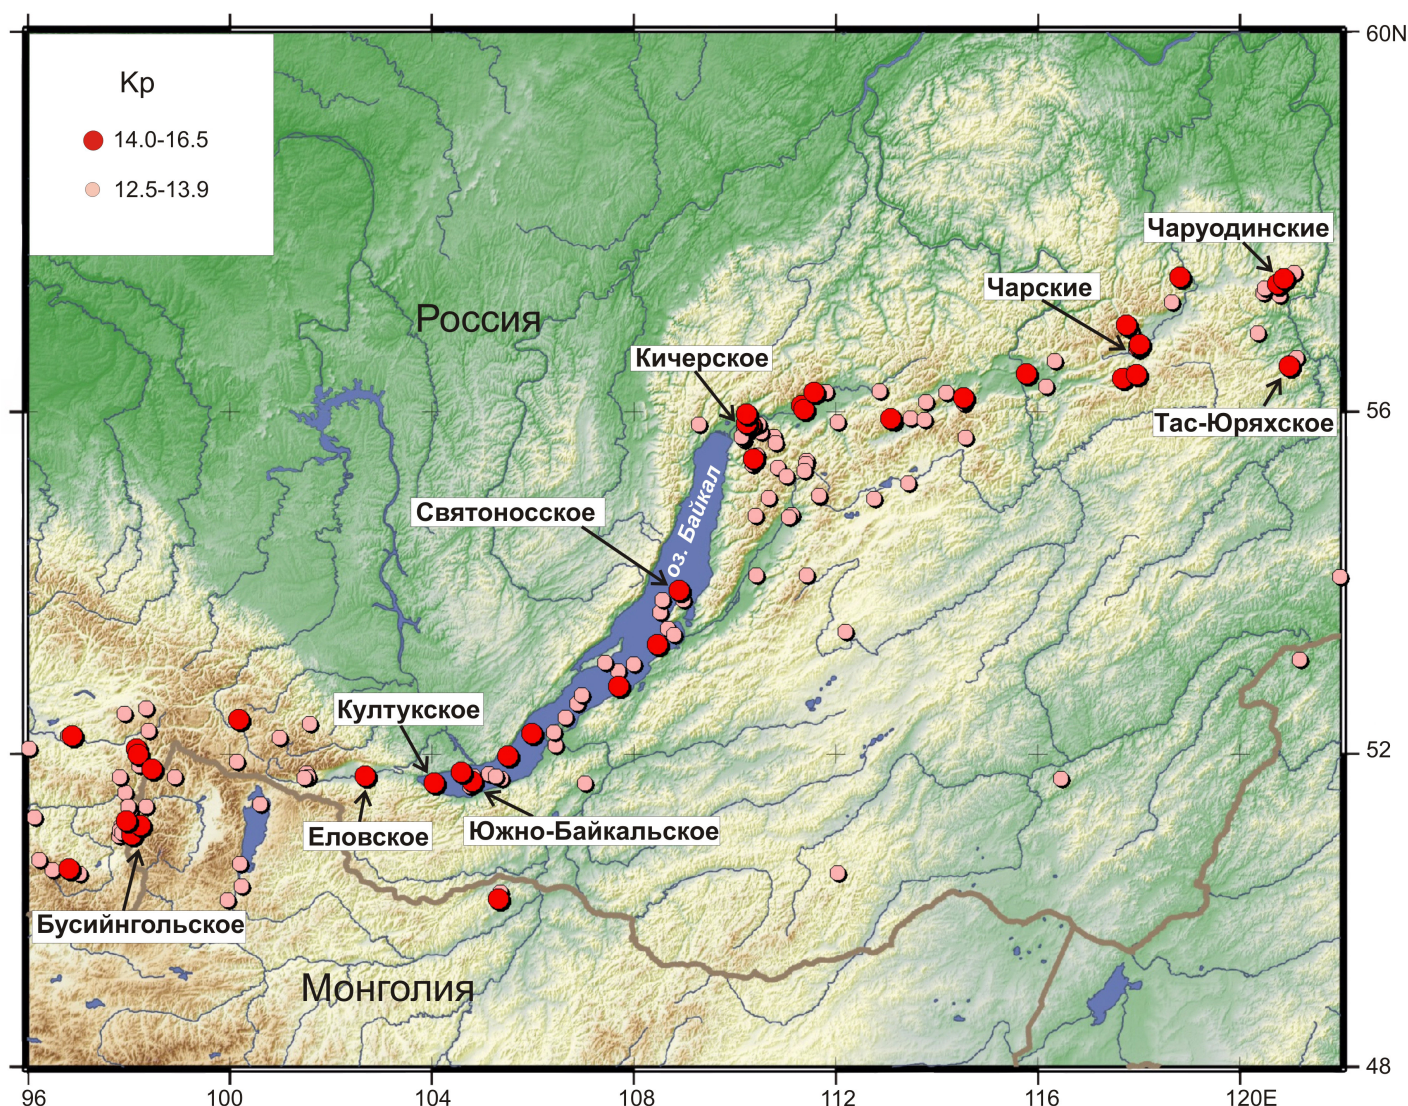 60N
Кр
14.0-16.5
12.5-13.9
Чаруодинские
Чарские
Россия
Кичерское
56
Тас-Юряхское
оз. Байкал
Святоносское
Култукское
52
Еловское
Южно-Байкальское
Бусийнгольское
Монголия
48
96
100
104
108
112
116
120E